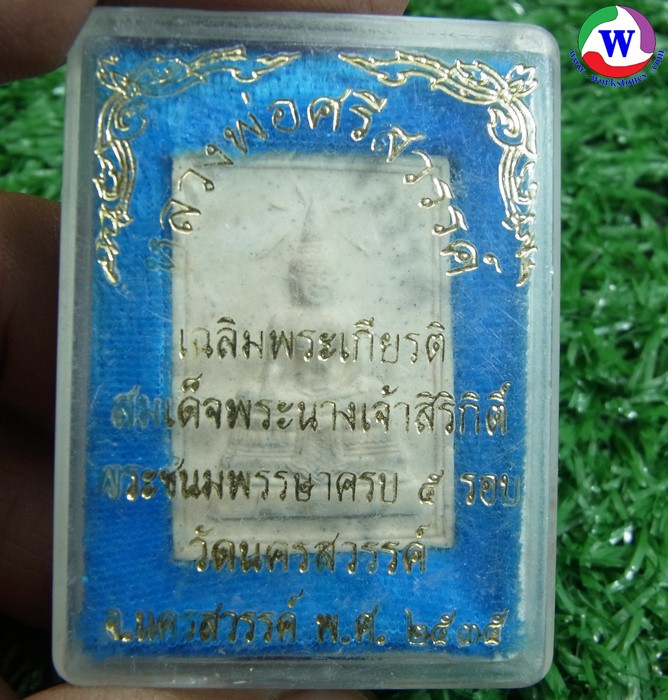 หลวงพ่อศรีสวรรค์
เฉลิมพระเกียรติ
สมเด็จพระนางเจ้าสิริกิติ์
พระชนมพรรษาครบ ๕ รอบ
วัดนครสวรรค์
จ.นครสวรรค์ พ.ศ. ๒๕๓๕
W